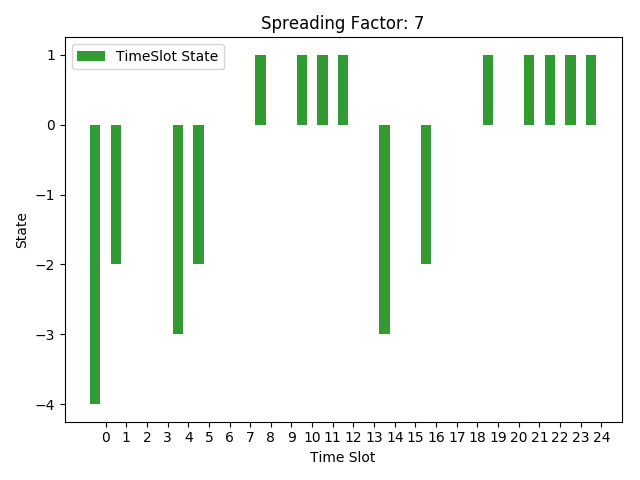 Spreading Factor: 7
TimeSlot State
1
0
−1
−2
−3
−4
State
0 1 2 3 4 5 6 7 8 9 10 11 12 13 14 15 16 17 18 19 20 21 22 23 24
Time Slot